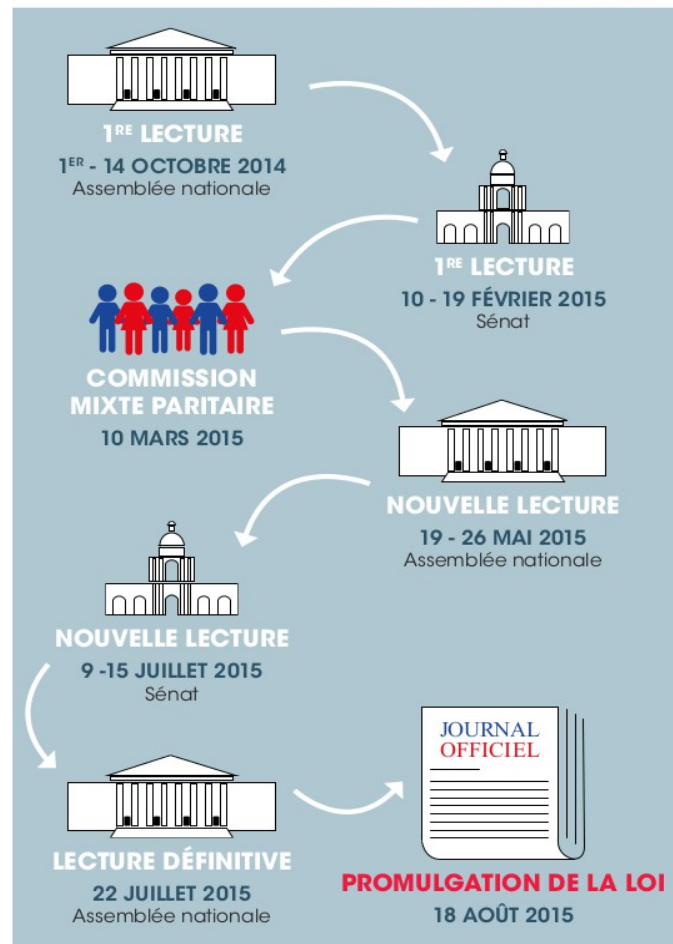 1RE LECTURE
1ER - 14 OCTOBRE 2014
Assemblée nationale
1RE LECTURE
10 - 19 FÉVRIER 2015
Sénat
COMMISSION
MIXTE PARITAIRE
10 MARS 2015
NOUVELLE LECTURE
19 - 26 MAI 2015
Assemblée nationale
NOUVELLE LECTURE
9 -15 JUILLET 2015
Sénat
LECTURE DÉFINITIVE
22 JUILLET 2015
Assemblée nationale
JOURNAL
OFFICIEL
PROMULGATION DE LA LOI
18 AOÛT 2015